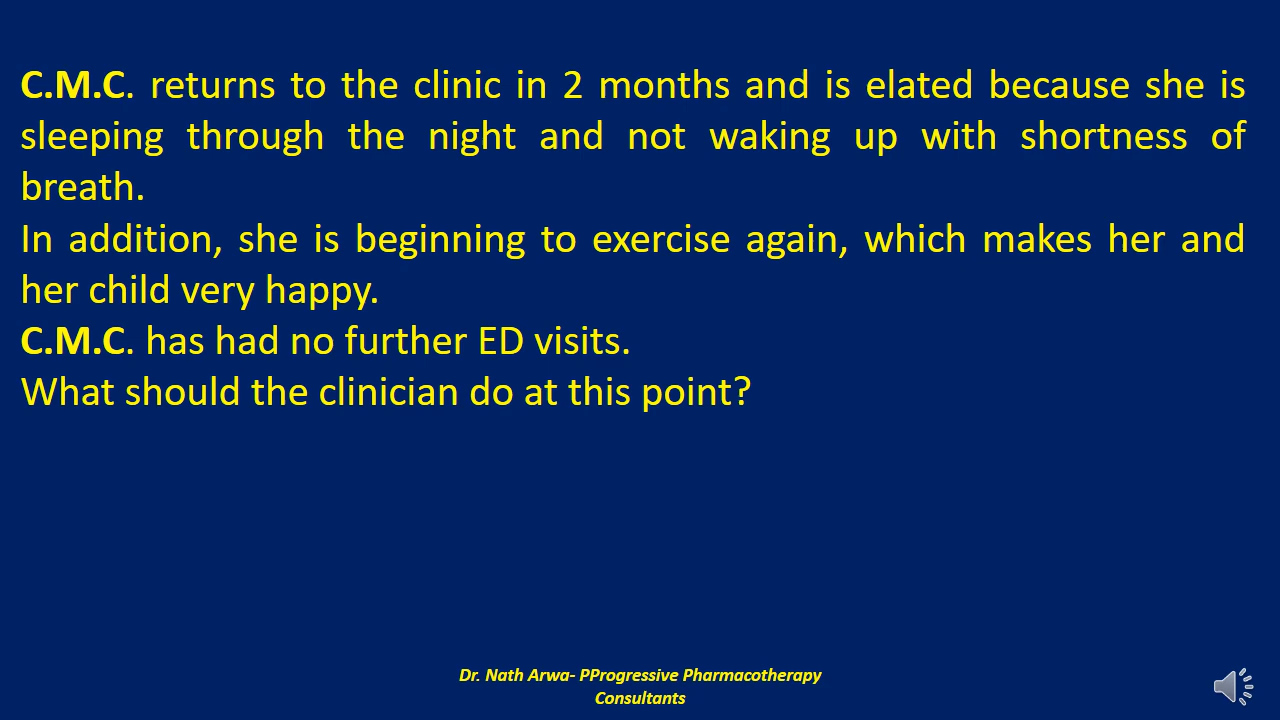 C.M.C. returns to the clinic in 2 months and is elated because she is
sleeping through the night and not waking up with shortness of
breath.
In addition, she is beginning to exercise again, which makes her and
her child very happy.
C.M.C. has had no further ED visits.
What should the clinician do at this point?
Dr. Nath Arwa- PProgressive Pharmacotherapy
Consultants